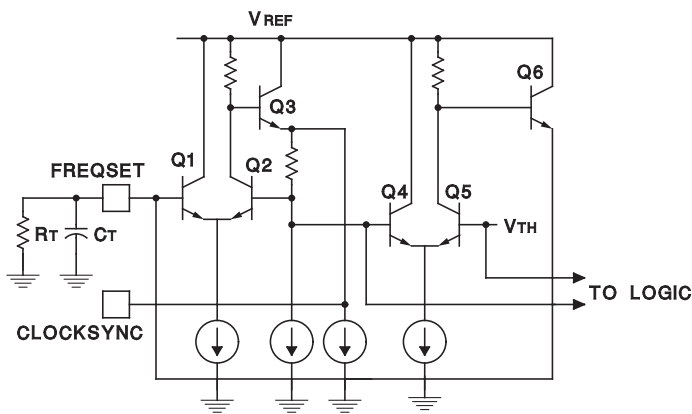 VREF
Q6
Q3
FREQSET
Q1
Q2
Q4
Q5
RT
CT
VTH
TO LOGIC
CLOCKSYNC